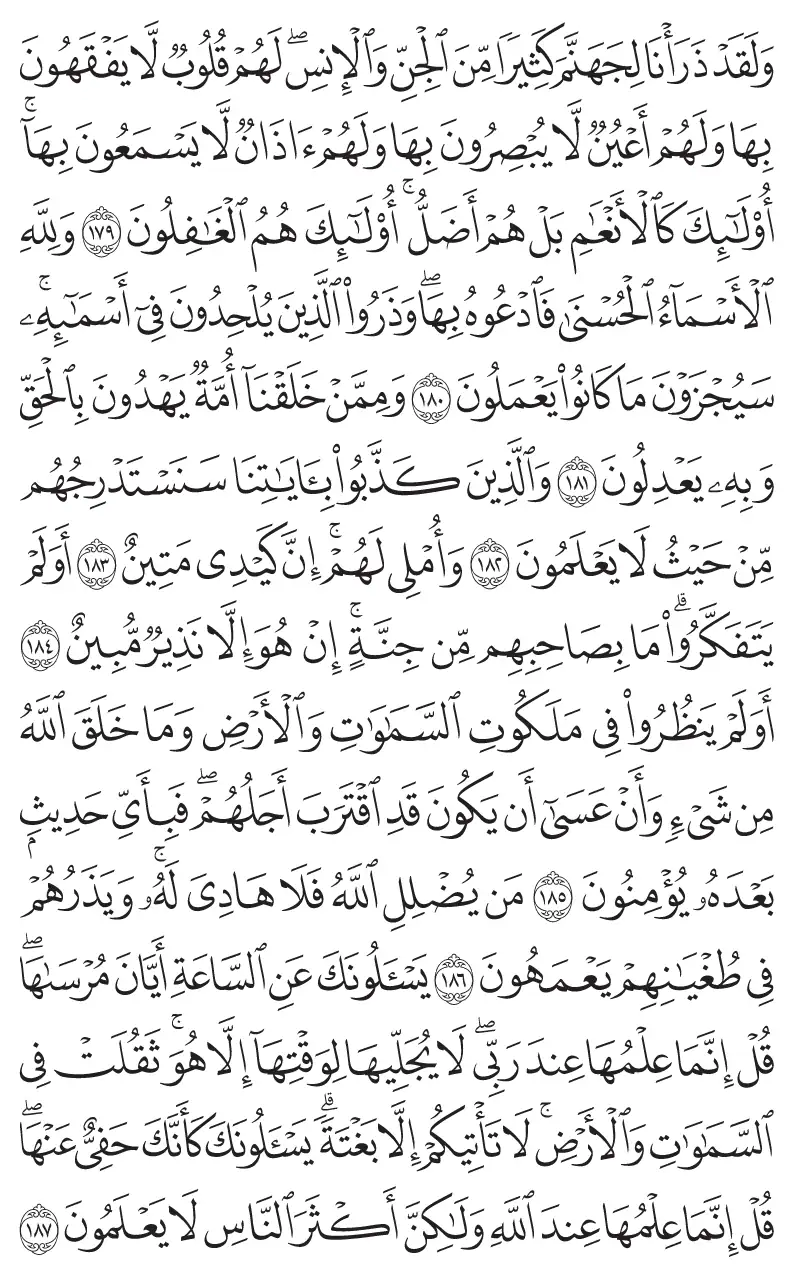 وَلَقَدْ ذَرَأْنَا لِجَهَنَّمَ كَثِيرًا مِّنَ ٱلْجِنِّ وَٱلْإِنسِ ۖ لَهُمْ قُلُوبٌ لَّا يَفْقَهُونَ
بِهَا وَلَهُمْ أَعْيُنٌ لَّا يُبْصِرُونَ بِهَا وَلَهُمْ ءَاذَانٌ لَّا يَسْمَعُونَ بِهَآ ۚ
أُو۟لَـٰٓئِكَ كَٱلْأَنْعَـٰمِ بَلْ هُمْ أَضَلُّ ۚ أُو۟لَـٰٓئِكَ هُمُ ٱلْغَـٰفِلُونَ ١٧٩ وَلِلَّهِ
ٱلْأَسْمَآءُ ٱلْحُسْنَىٰ فَٱدْعُوهُ بِهَا ۖ وَذَرُوا۟ ٱلَّذِينَ يُلْحِدُونَ فِىٓ أَسْمَـٰٓئِهِۦ ۚ
سَيُجْزَوْنَ مَا كَانُوا۟ يَعْمَلُونَ ١٨٠ وَمِمَّنْ خَلَقْنَآ أُمَّةٌ يَهْدُونَ بِٱلْحَقِّ
وَبِهِۦ يَعْدِلُونَ ١٨١ وَٱلَّذِينَ كَذَّبُوا۟ بِـَٔايَـٰتِنَا سَنَسْتَدْرِجُهُم
مِّنْ حَيْثُ لَا يَعْلَمُونَ ١٨٢ وَأُمْلِى لَهُمْ ۚ إِنَّ كَيْدِى مَتِينٌ ١٨٣ أَوَلَمْ
يَتَفَكَّرُوا۟ ۗ مَا بِصَاحِبِهِم مِّن جِنَّةٍ ۚ إِنْ هُوَ إِلَّا نَذِيرٌ مُّبِينٌ ١٨٤
أَوَلَمْ يَنظُرُوا۟ فِى مَلَكُوتِ ٱلسَّمَـٰوَٰتِ وَٱلْأَرْضِ وَمَا خَلَقَ ٱللَّهُ
مِن شَىْءٍ وَأَنْ عَسَىٰٓ أَن يَكُونَ قَدِ ٱقْتَرَبَ أَجَلُهُمْ ۖ فَبِأَىِّ حَدِيثٍۭ
بَعْدَهُۥ يُؤْمِنُونَ ١٨٥ مَن يُضْلِلِ ٱللَّهُ فَلَا هَادِىَ لَهُۥ ۚ وَيَذَرُهُمْ
فِى طُغْيَـٰنِهِمْ يَعْمَهُونَ ١٨٦ يَسْـَٔلُونَكَ عَنِ ٱلسَّاعَةِ أَيَّانَ مُرْسَىٰهَا ۖ
قُلْ إِنَّمَا عِلْمُهَا عِندَ رَبِّى ۖ لَا يُجَلِّيهَا لِوَقْتِهَآ إِلَّا هُوَ ۚ ثَقُلَتْ فِى
ٱلسَّمَـٰوَٰتِ وَٱلْأَرْضِ ۚ لَا تَأْتِيكُمْ إِلَّا بَغْتَةً ۗ يَسْـَٔلُونَكَ كَأَنَّكَ حَفِىٌّ عَنْهَا ۖ
قُلْ إِنَّمَا عِلْمُهَا عِندَ ٱللَّهِ وَلَـٰكِنَّ أَكْثَرَ ٱلنَّاسِ لَا يَعْلَمُونَ ١٨٧